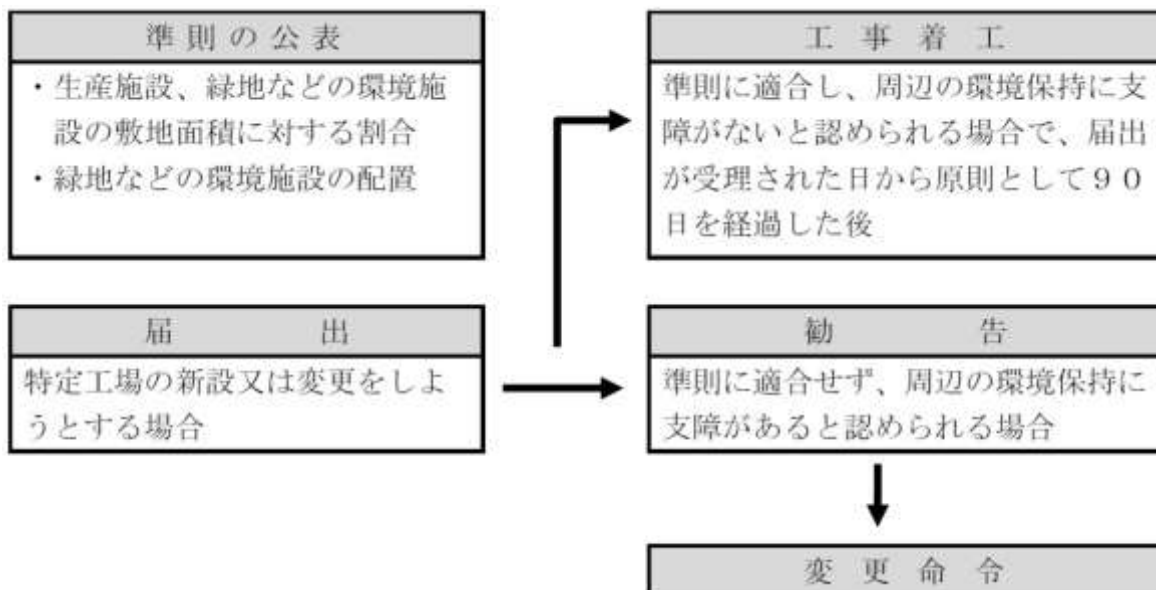 準則の公表
・生産施設、緑地などの環境施
設の敷地面積に対する割合
・緑地などの環境施設の配置
工事着工
準則に適合し、周辺の環境保持に支
障がないと認められる場合で、届出
が受理された日から原則として９０
日を経過した後
届出
特定工場の新設又は変更をしよ
うとする場合
勧告
準則に適合せず、周辺の環境保持に
支障があると認められる場合
変更命令